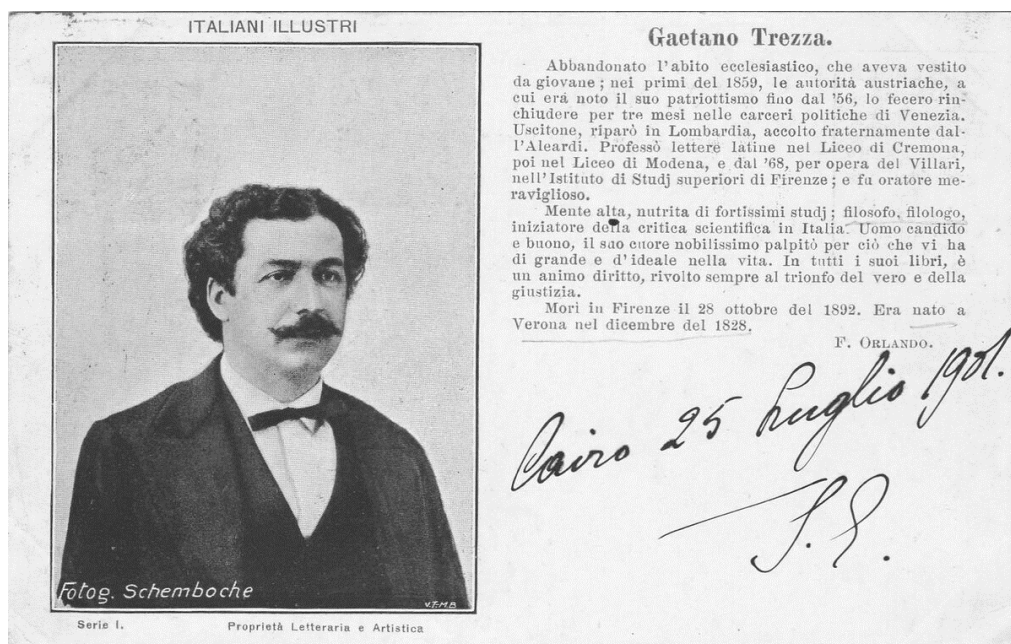 ITALIANI ILLUSTRI
Fotog. Schemboche
V.T.M.B.
Serie I.
Proprietà Letteraria e Artistica
Gaetano Trezza.
Abbandonato l'abito ecclesiastico, che aveva vestito
da giovane; nei primi del 1859, le autorità austriache, a
cui era noto il suo patriottismo fino dal '56, lo fecero rin-
chiudere per tre mesi nelle carceri politiche di Venezia.
Uscitone, riparò in Lombardia, accolto fraternamente dal-
l'Aleardi. Professò lettere latine nel Liceo di Cremona,
poi nel Liceo di Modena, e dal '68, per opera del Villari,
nell'Istituto di Studj superiori di Firenze; e fu oratore me-
raviglioso.
Mente alta, nutrita di fortissimi studj; filosofo, filologo,
iniziatore della critica scientifica in Italia. Uomo candido
e buono, il suo cuore nobilissimo palpitò per ciò che vi ha
di grande e d'ideale nella vita. In tutti i suoi libri, è
un animo diritto, rivolto sempre al trionfo del vero e della
giustizia.
Morì in Firenze il 28 ottobre del 1892. Era nato a
Verona nel dicembre del 1828.
F. ORLANDO.
Cairo 25 Luglio 1901.